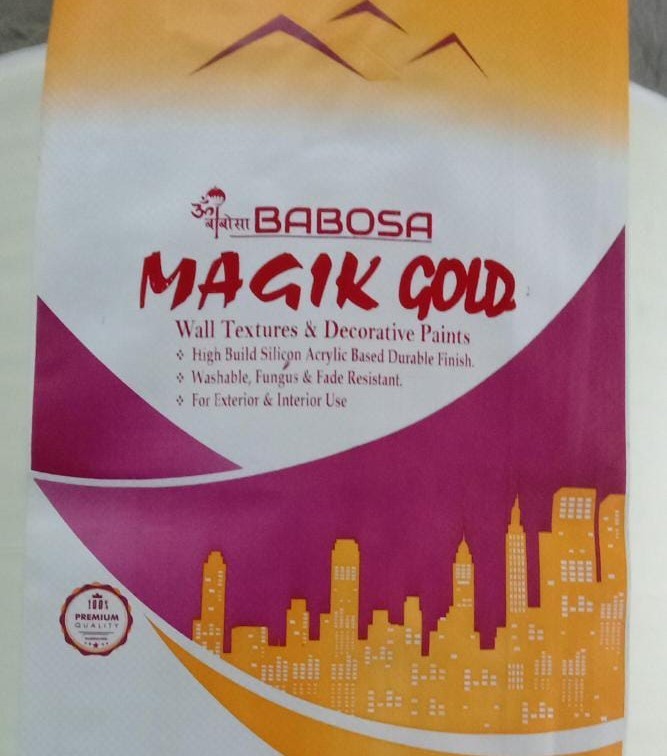 ॐ बाबोसा BABOSA
MAGIK GOLD
Wall Textures & Decorative Paints
❖ High Build Silicon Acrylic Based Durable Finish.
❖ Washable, Fungus & Fade Resistant.
❖ For Exterior & Interior Use
100%
PREMIUM
QUALITY